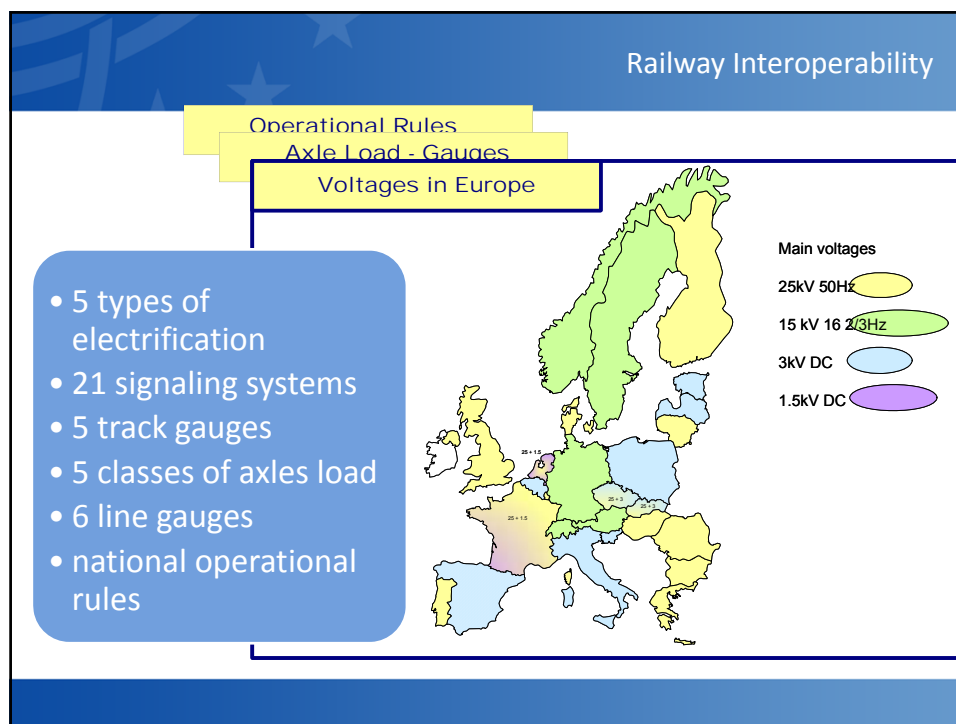 Railway Interoperability
Operational Rules
Axle Load - Gauges
Voltages in Europe
• 5 types of
electrification
• 21 signaling systems
• 5 track gauges
• 5 classes of axles load
• 6 line gauges
• national operational
rules
Main voltages
25kV 50Hz
15 kV 16 2/3Hz
3kV DC
1.5kV DC
25 + 1.5
25 + 3
25 + 3
25 + 1.5